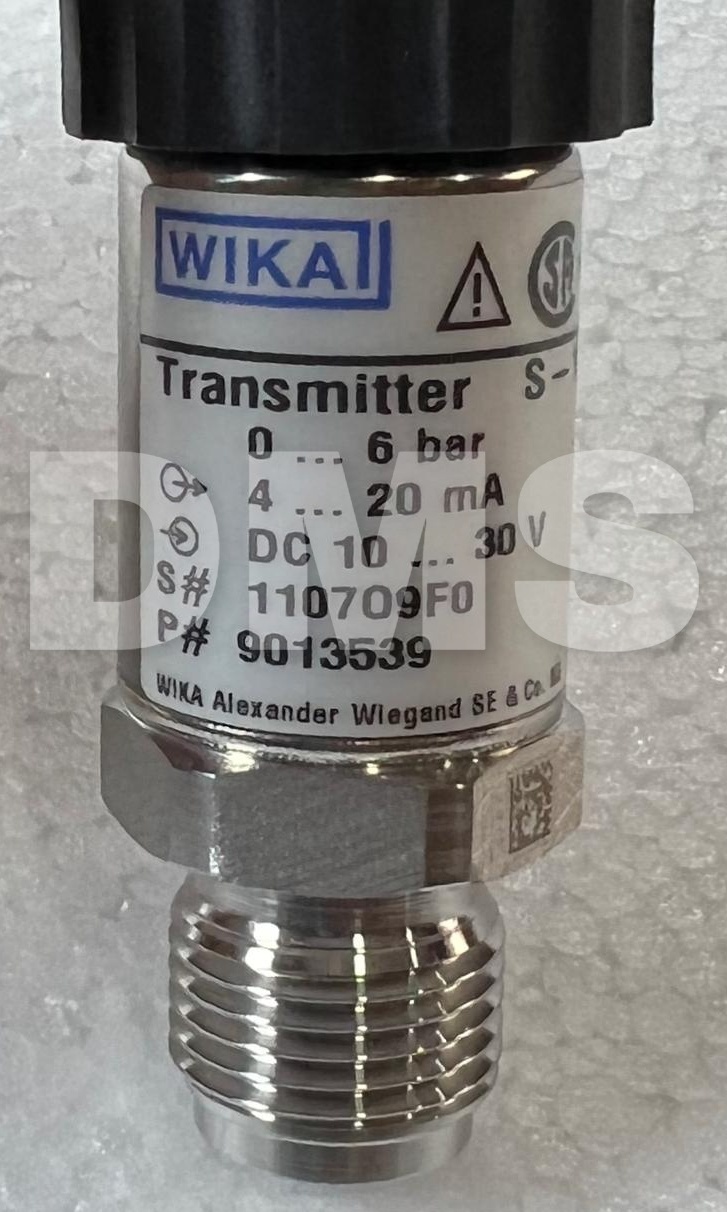 WIKA
Transmitter S-
0 ... 6 bar
4 ... 20 mA
DC 10 ... 30 V
S# 110709F0
P# 9013539
WIKA Alexander Wiegand SE & Co.
DMS